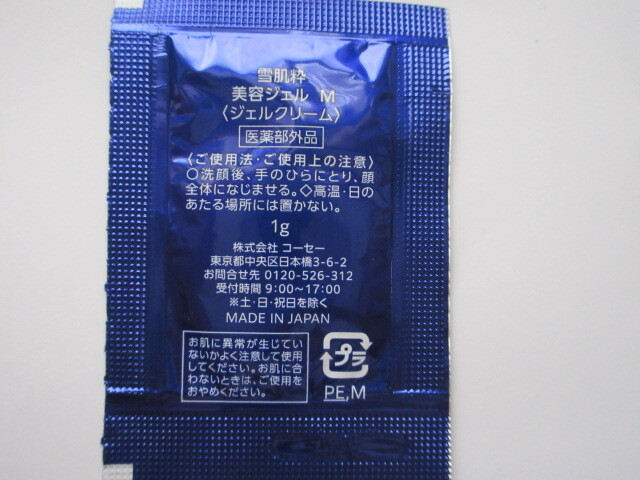 雪肌粋
美容ジェル M
〈ジェルクリーム〉
医薬部外品
〈ご使用法・ご使用上の注意〉
○洗顔後、手のひらにとり、顔
全体になじませる。◇高温・日の
あたる場所には置かない。
1g
株式会社 コーセー
東京都中央区日本橋3-6-2
お問合せ先 0120-526-312
受付時間 9:00～17:00
※土・日・祝日を除く
MADE IN JAPAN
お肌に異常が生じてい
ないかよく注意して使用
してください。お肌に合
わないときは、ご使用を
おやめください。
プラ
PE,M